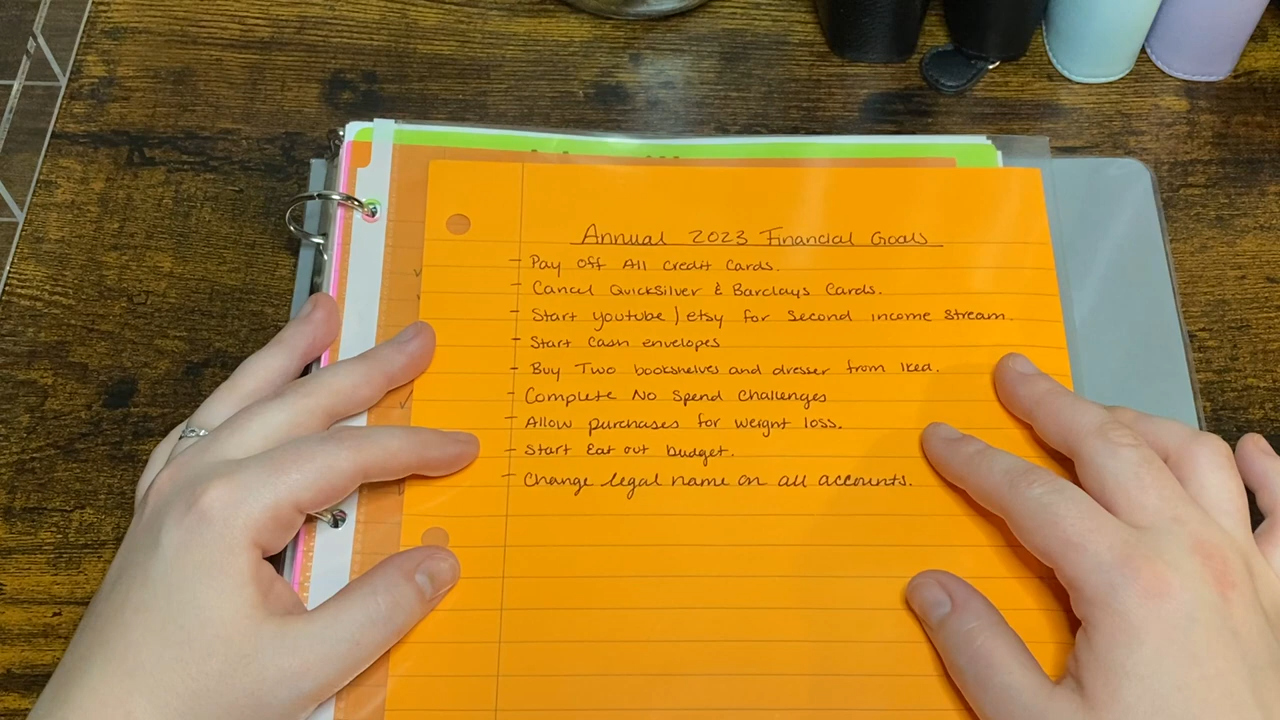 Annual 2023 Financial Goals
- Pay off All Credit Cards.
- Cancel Quicksilver & Barclays Cards.
- Start youtube / etsy for second income stream.
- Start Cash envelopes
- Buy Two bookshelves and dresser from Ikea.
- Complete No Spend Challenges
- Allow purchases for weight loss.
- Start Eat out budget.
- Change legal name on all accounts.